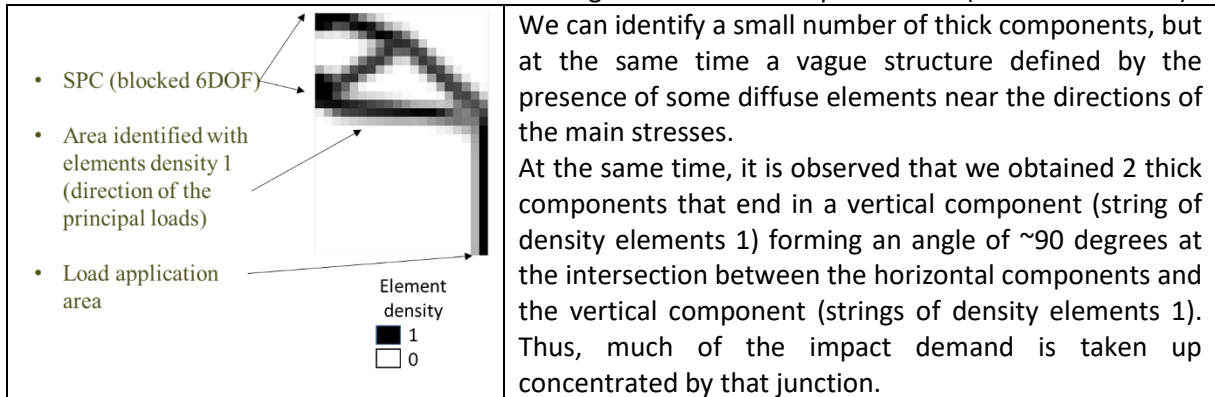 • SPC (blocked 6DOF)
• Area identified with
elements density 1
(direction of the
principal loads)
• Load application
area
Element
density
1
0
We can identify a small number of thick components, but
at the same time a vague structure defined by the
presence of some diffuse elements near the directions of
the main stresses.
At the same time, it is observed that we obtained 2 thick
components that end in a vertical component (string of
density elements 1) forming an angle of ~90 degrees at
the intersection between the horizontal components and
the vertical component (strings of density elements 1).
Thus, much of the impact demand is taken up
concentrated by that junction.